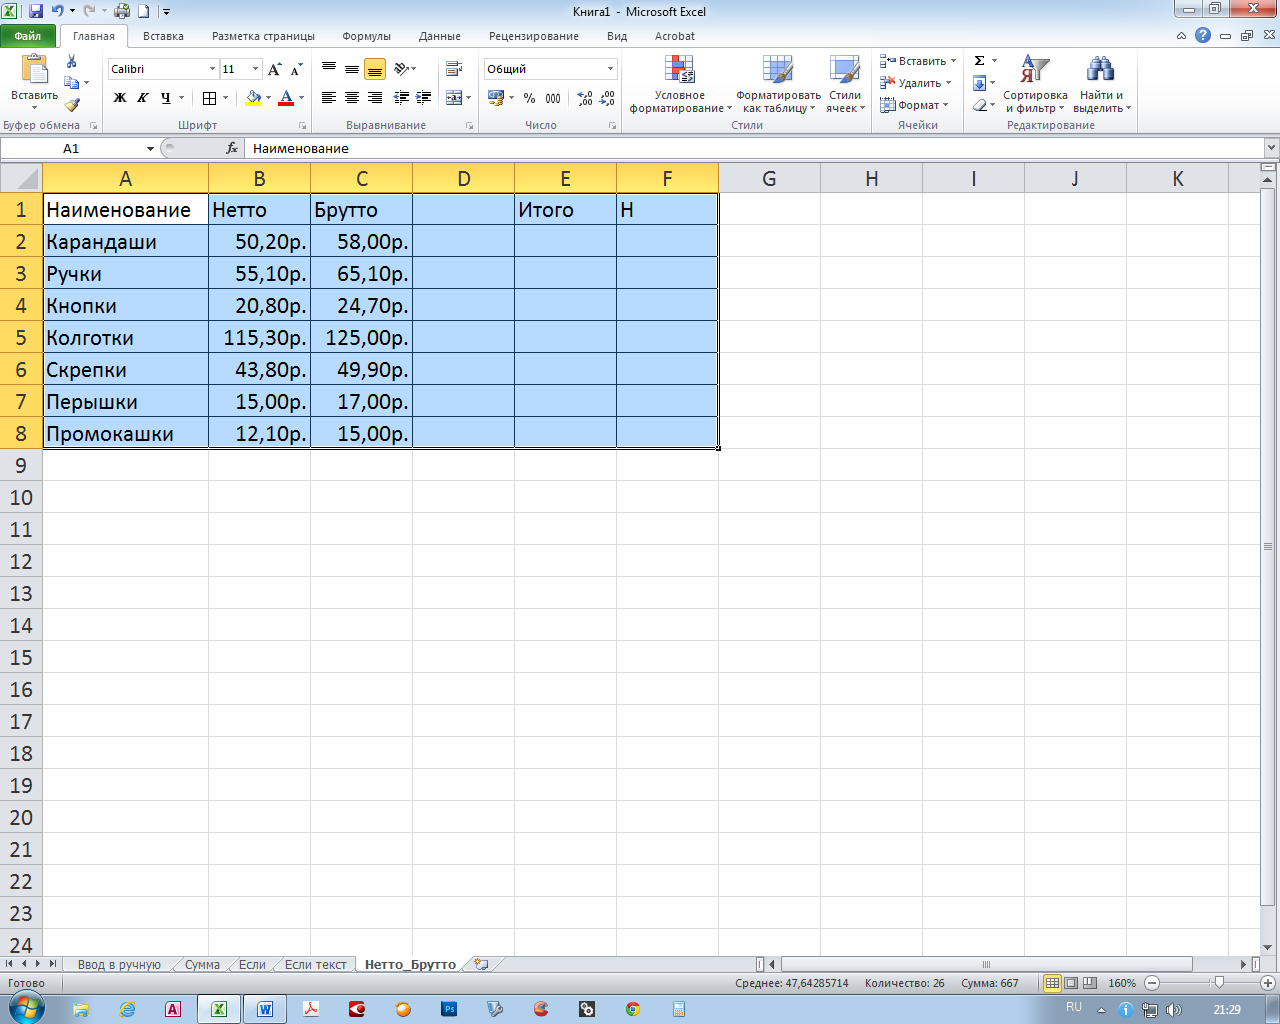 Книга1 - Microsoft Excel
Файл Главная Вставка Разметка страницы Формулы Данные Рецензирование Вид Acrobat
Вставить
Буфер обмена
Calibri 11
Ж К Ч
Шрифт
Выравнивание
Общий
% 000
Число
Условное форматирование
Форматировать как таблицу
Стили ячеек
Стили
Вставить
Удалить
Формат
Ячейки
Σ
Сортировка и фильтр
Найти и выделить
Редактирование
A1 fx Наименование
A B C D E F G H I J K
1 Наименование Нетто Брутто Итого Н
2 Карандаши 50,20р. 58,00р.
3 Ручки 55,10р. 65,10р.
4 Кнопки 20,80р. 24,70р.
5 Колготки 115,30р. 125,00р.
6 Скрепки 43,80р. 49,90р.
7 Перышки 15,00р. 17,00р.
8 Промокашки 12,10р. 15,00р.
9
10
11
12
13
14
15
16
17
18
19
20
21
22
23
24
Ввод в ручную Сумма Если Если текст Нетто_Брутто
Готово Среднее: 47,64285714 Количество: 26 Сумма: 667 160%
RU 21:29